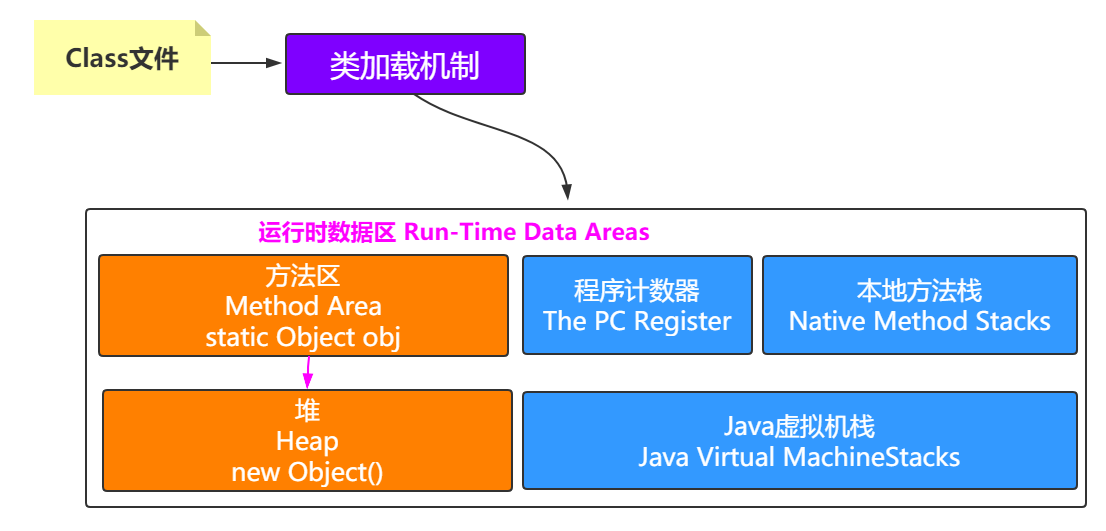 Class文件
类加载机制
运行时数据区 Run-Time Data Areas
方法区
Method Area
static Object obj
程序计数器
The PC Register
本地方法栈
Native Method Stacks
堆
Heap
new Object()
Java虚拟机栈
Java Virtual MachineStacks